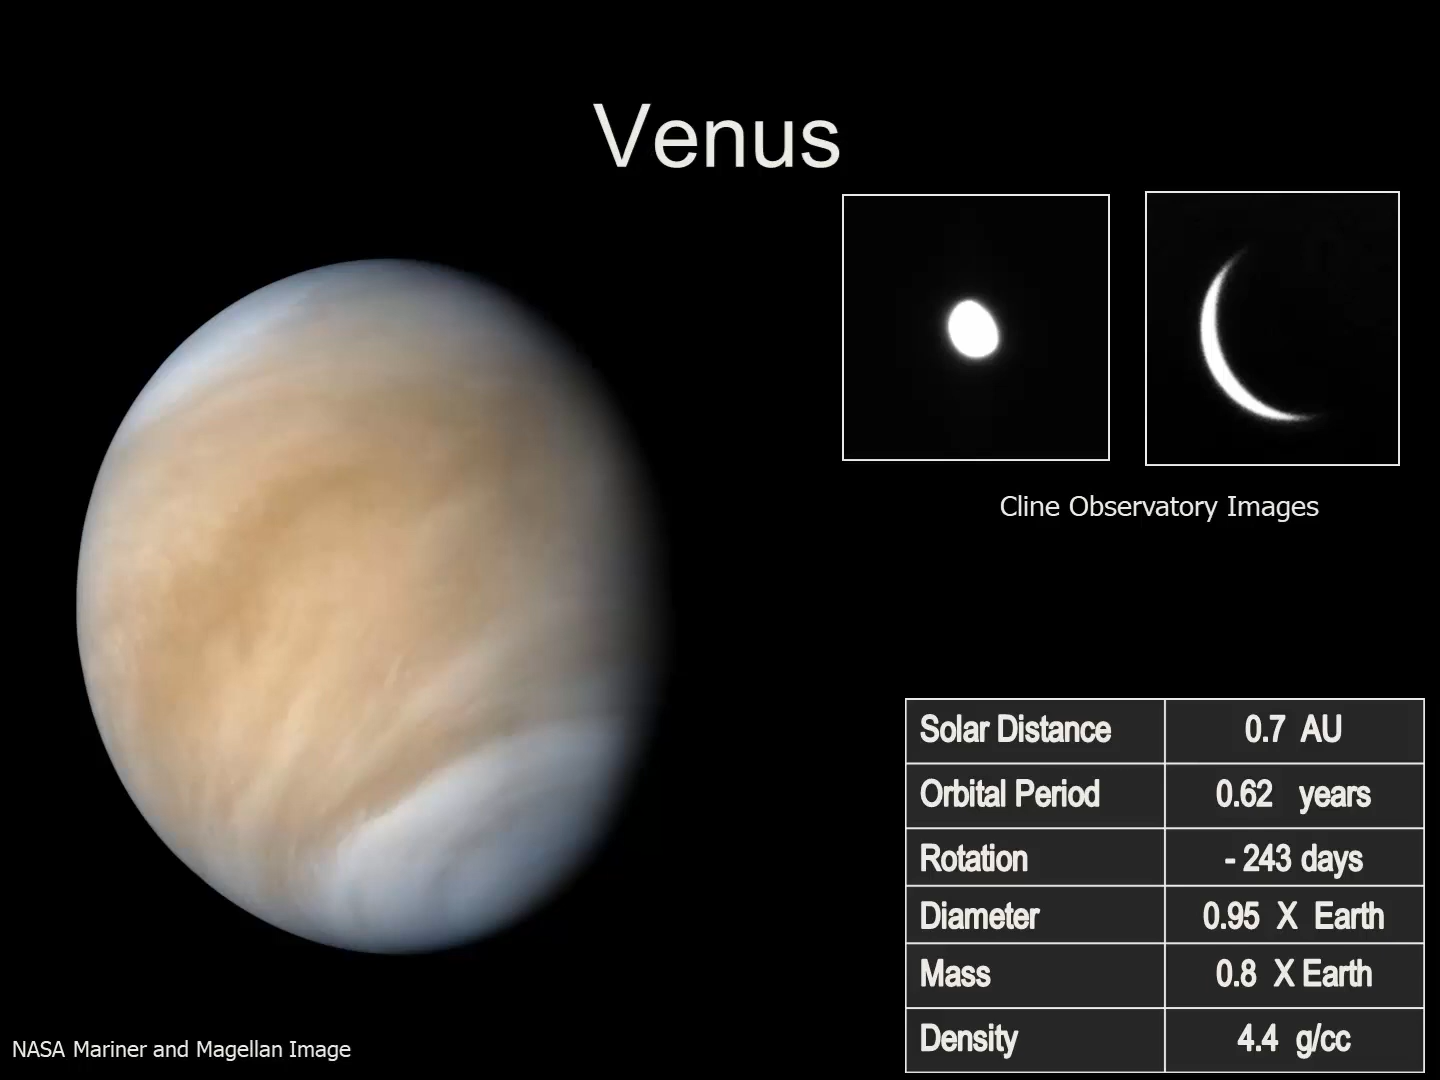 Venus
Cline Observatory Images
Solar Distance 0.7 AU
Orbital Period 0.62 years
Rotation - 243 days
Diameter 0.95 X Earth
Mass 0.8 X Earth
Density 4.4 g/cc
NASA Mariner and Magellan Image